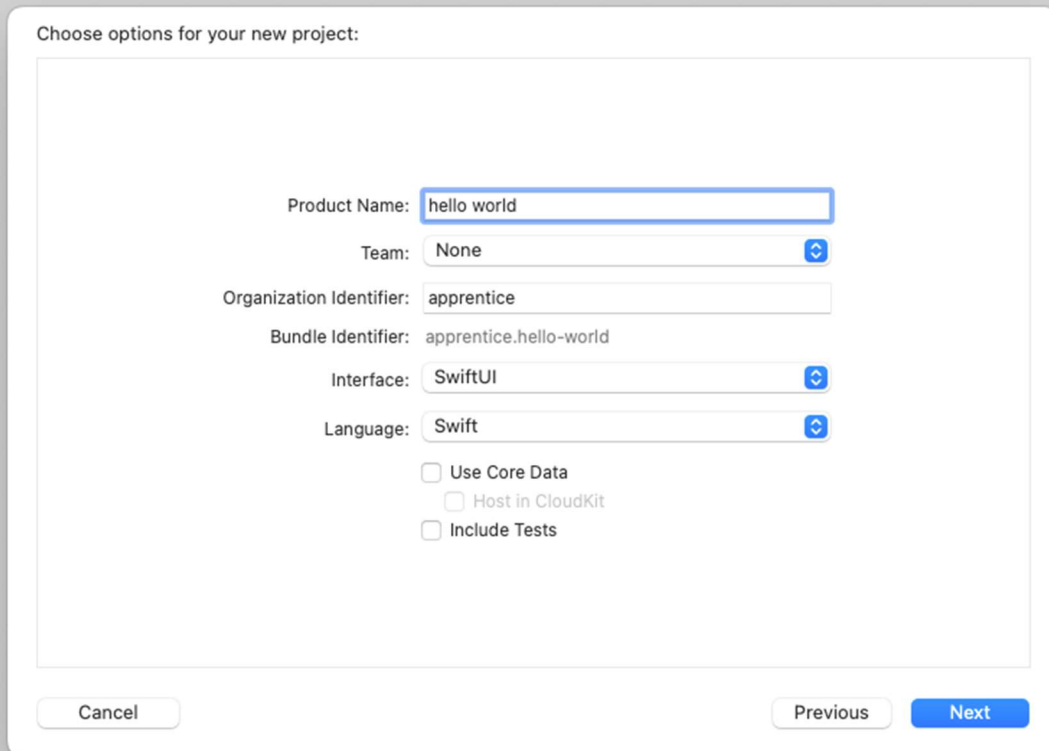 Choose options for your new project:
Product Name: hello world
Team: None
Organization Identifier: apprentice
Bundle Identifier: apprentice.hello-world
Interface: SwiftUI
Language: Swift
Use Core Data
Host in CloudKit
Include Tests
Cancel Previous Next